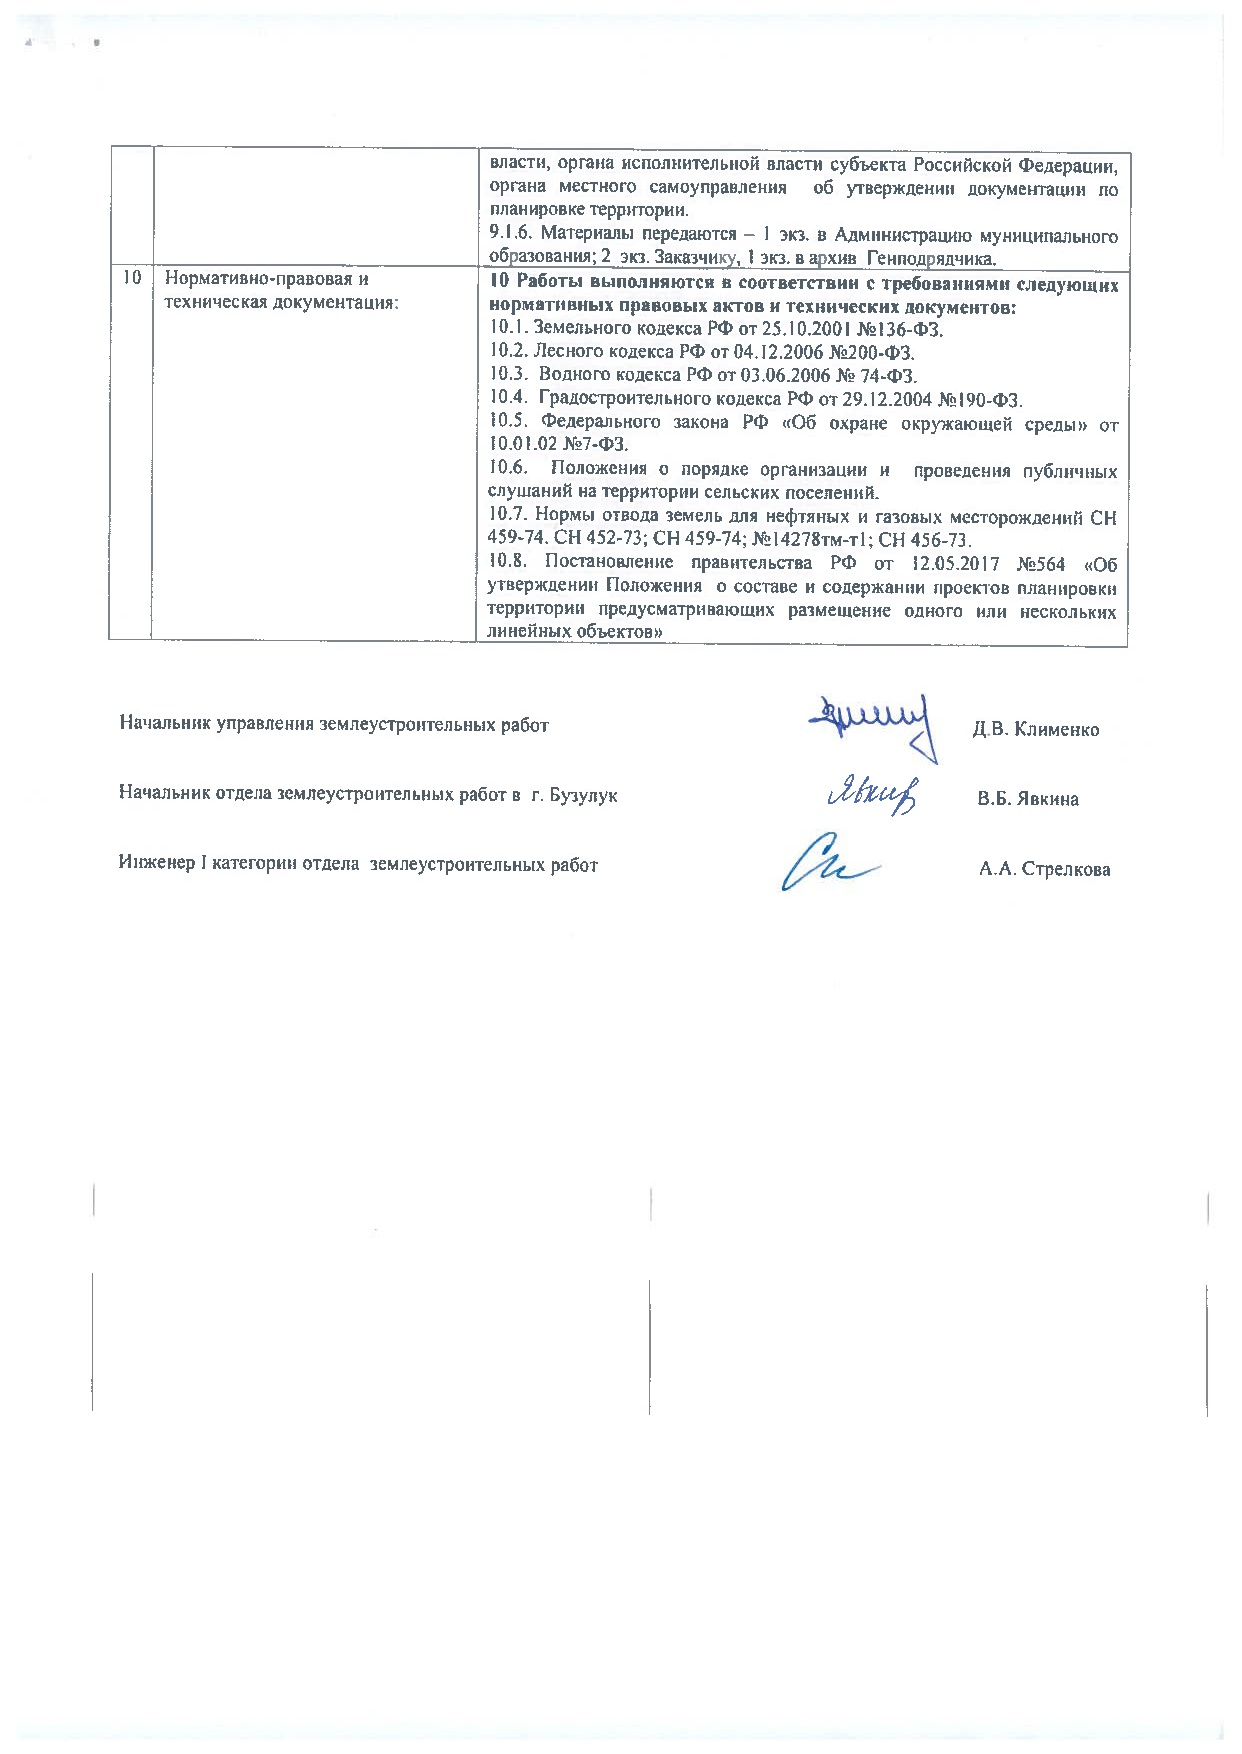 власти, органа исполнительной власти субъекта Российской Федерации,
органа местного самоуправления об утверждении документации по
планировке территории.
9.1.6. Материалы передаются – 1 экз. в Администрацию муниципального
образования; 2 экз. Заказчику, 1 экз. в архив Генподрядчика.
10 Нормативно-правовая и
техническая документация:
10 Работы выполняются в соответствии с требованиями следующих
нормативных правовых актов и технических документов:
10.1. Земельного кодекса РФ от 25.10.2001 №136-ФЗ.
10.2. Лесного кодекса РФ от 04.12.2006 №200-ФЗ.
10.3. Водного кодекса РФ от 03.06.2006 № 74-ФЗ.
10.4. Градостроительного кодекса РФ от 29.12.2004 №190-ФЗ.
10.5. Федерального закона РФ «Об охране окружающей среды» от
10.01.02 №7-ФЗ.
10.6. Положения о порядке организации и проведения публичных
слушаний на территории сельских поселений.
10.7. Нормы отвода земель для нефтяных и газовых месторождений СН
459-74. СН 452-73; СН 459-74; №14278тм-т1; СН 456-73.
10.8. Постановление правительства РФ от 12.05.2017 №564 «Об
утверждении Положения о составе и содержании проектов планировки
территории предусматривающих размещение одного или нескольких
линейных объектов»
Начальник управления землеустроительных работ Д.В. Клименко
Начальник отдела землеустроительных работ в г. Бузулук В.Б. Явкина
Инженер I категории отдела землеустроительных работ А.А. Стрелкова